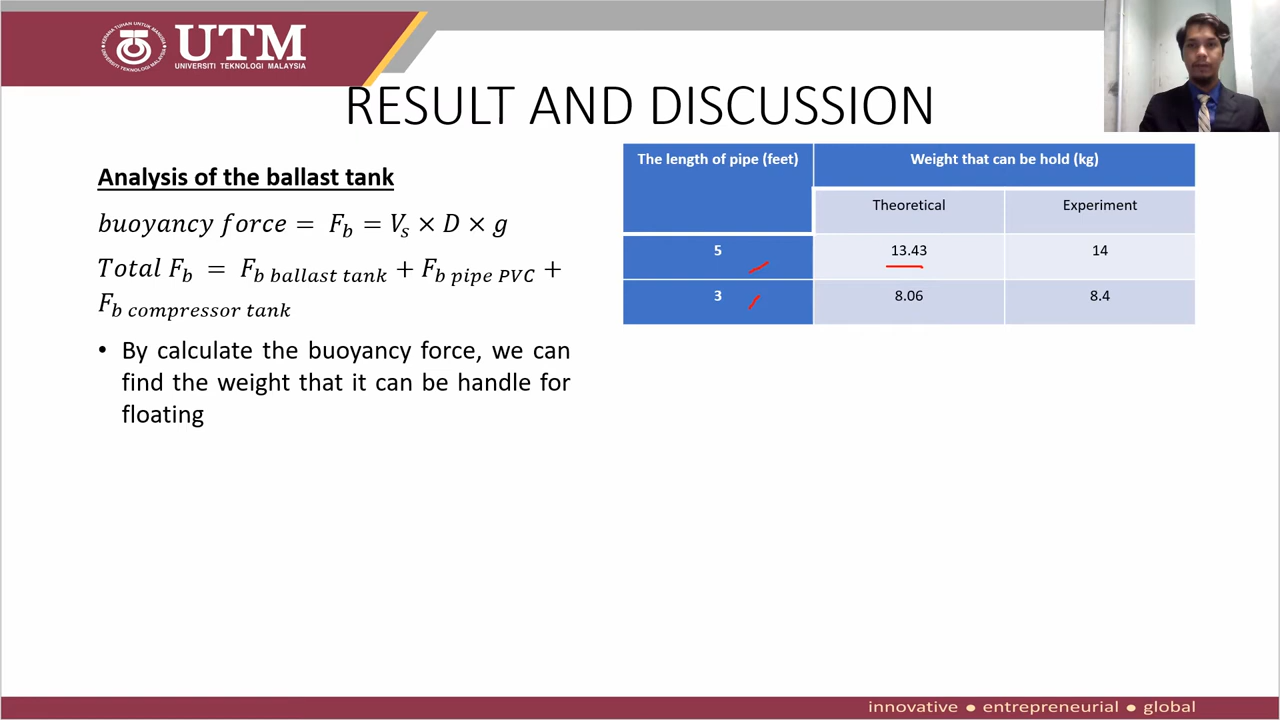 UTM
UNIVERSITI TEKNOLOGI MALAYSIA
RESULT AND DISCUSSION
Analysis of the ballast tank
buoyancy force = F_b = V_s × D × g
Total F_b = F_b ballast tank + F_b pipe PVC +
F_b compressor tank
• By calculate the buoyancy force, we can
find the weight that it can be handle for
floating
The length of pipe (feet) Weight that can be hold (kg)
Theoretical Experiment
5 13.43 14
3 8.06 8.4
innovative ● entrepreneurial ● global